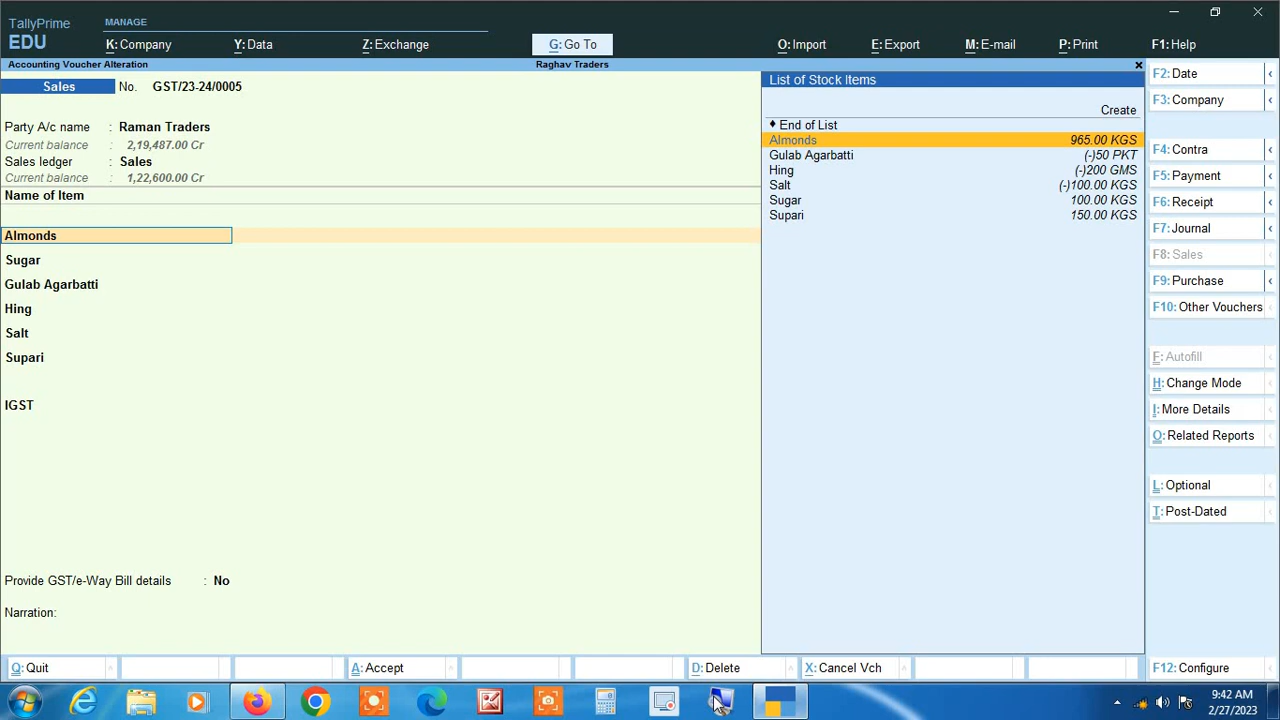 TallyPrime
EDU
MANAGE
K: Company
Y: Data
Z: Exchange
G: Go To
O: Import
E: Export
M: E-mail
P: Print
F1: Help
Accounting Voucher Alteration
Raghav Traders
Sales
No. GST/23-24/0005
Party A/c name : Raman Traders
Current balance : 2,19,487.00 Cr
Sales ledger : Sales
Current balance : 1,22,600.00 Cr
Name of Item
Almonds
Sugar
Gulab Agarbatti
Hing
Salt
Supari
IGST
Provide GST/e-Way Bill details : No
Narration:
List of Stock Items
Create
End of List
Almonds 965.00 KGS
Gulab Agarbatti (-)50 PKT
Hing (-)200 GMS
Salt (-)100.00 KGS
Sugar 100.00 KGS
Supari 150.00 KGS
F2: Date
F3: Company
F4: Contra
F5: Payment
F6: Receipt
F7: Journal
F8: Sales
F9: Purchase
F10: Other Vouchers
F: Autofill
H: Change Mode
I: More Details
O: Related Reports
L: Optional
T: Post-Dated
Q: Quit
A: Accept
D: Delete
X: Cancel Vch
F12: Configure
9:42 AM
2/27/2023